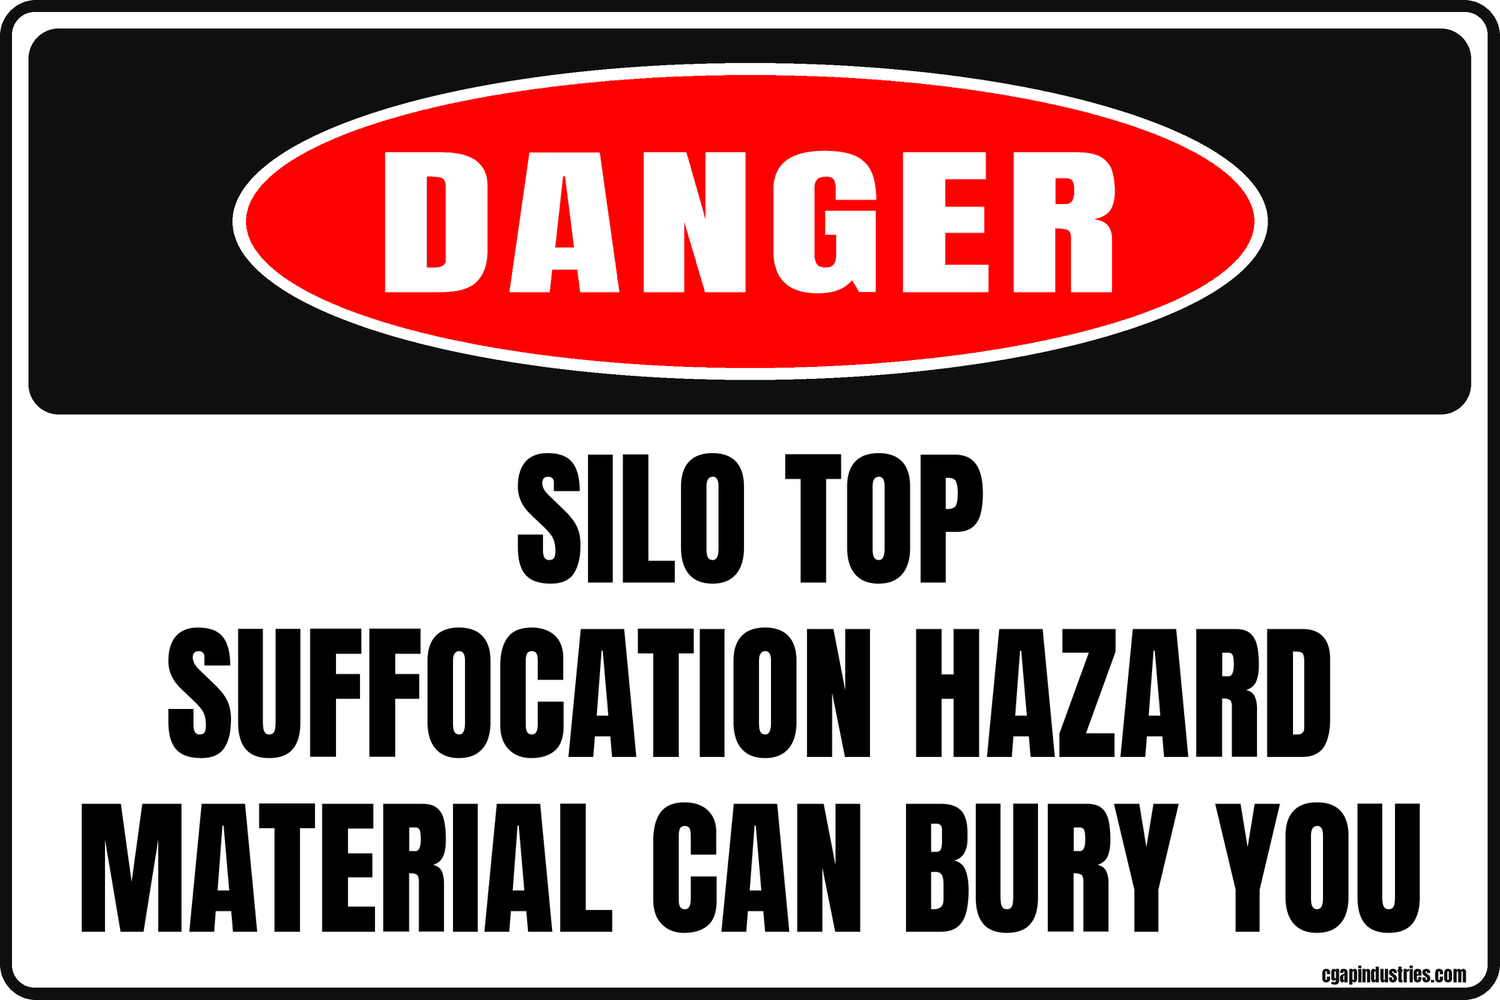 DANGER
SILO TOP
SUFFOCATION HAZARD
MATERIAL CAN BURY YOU
cgapindustries.com